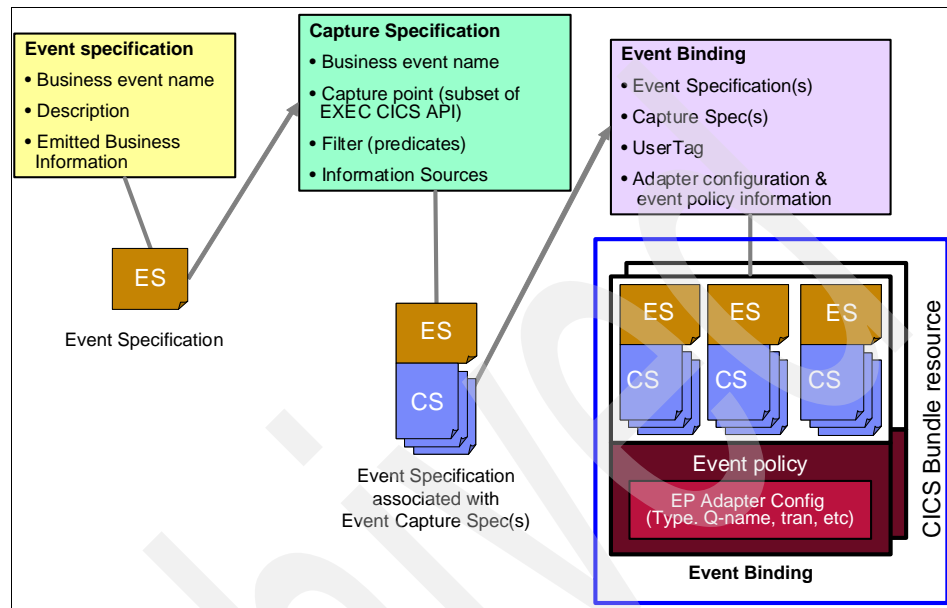 Event specification
• Business event name
• Description
• Emitted Business
Information
Capture Specification
• Business event name
• Capture point (subset of
EXEC CICS API)
• Filter (predicates)
• Information Sources
Event Binding
• Event Specification(s)
• Capture Spec(s)
• UserTag
• Adapter configuration &
event policy information
ES
Event Specification
ES
CS
Event Specification
associated with
Event Capture Spec(s)
ES
ES
ES
CS
CS
CS
Event policy
EP Adapter Config
(Type. Q-name, tran, etc)
Event Binding
CICS Bundle resource